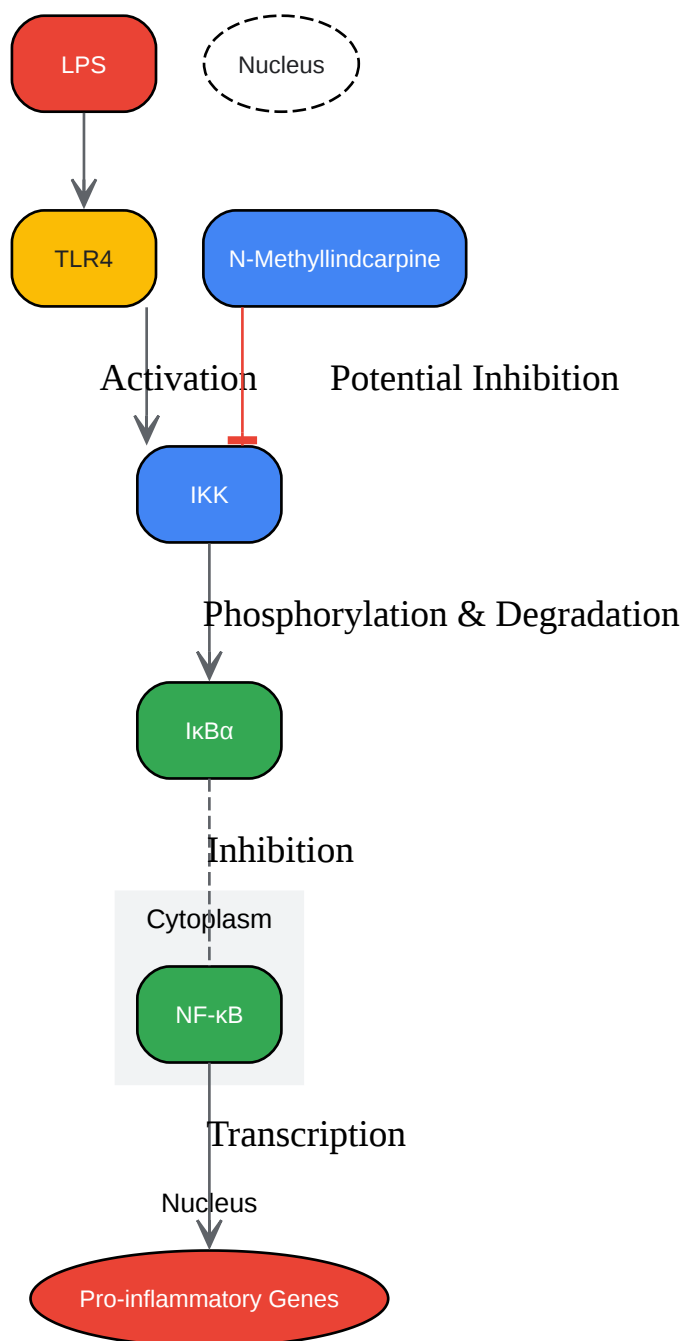 LPS
Nucleus
TLR4
N-Methyllindcarpine
Activation
Potential Inhibition
IKK
Phosphorylation & Degradation
IκBα
Inhibition
Cytoplasm
NF-κB
Transcription
Nucleus
Pro-inflammatory Genes